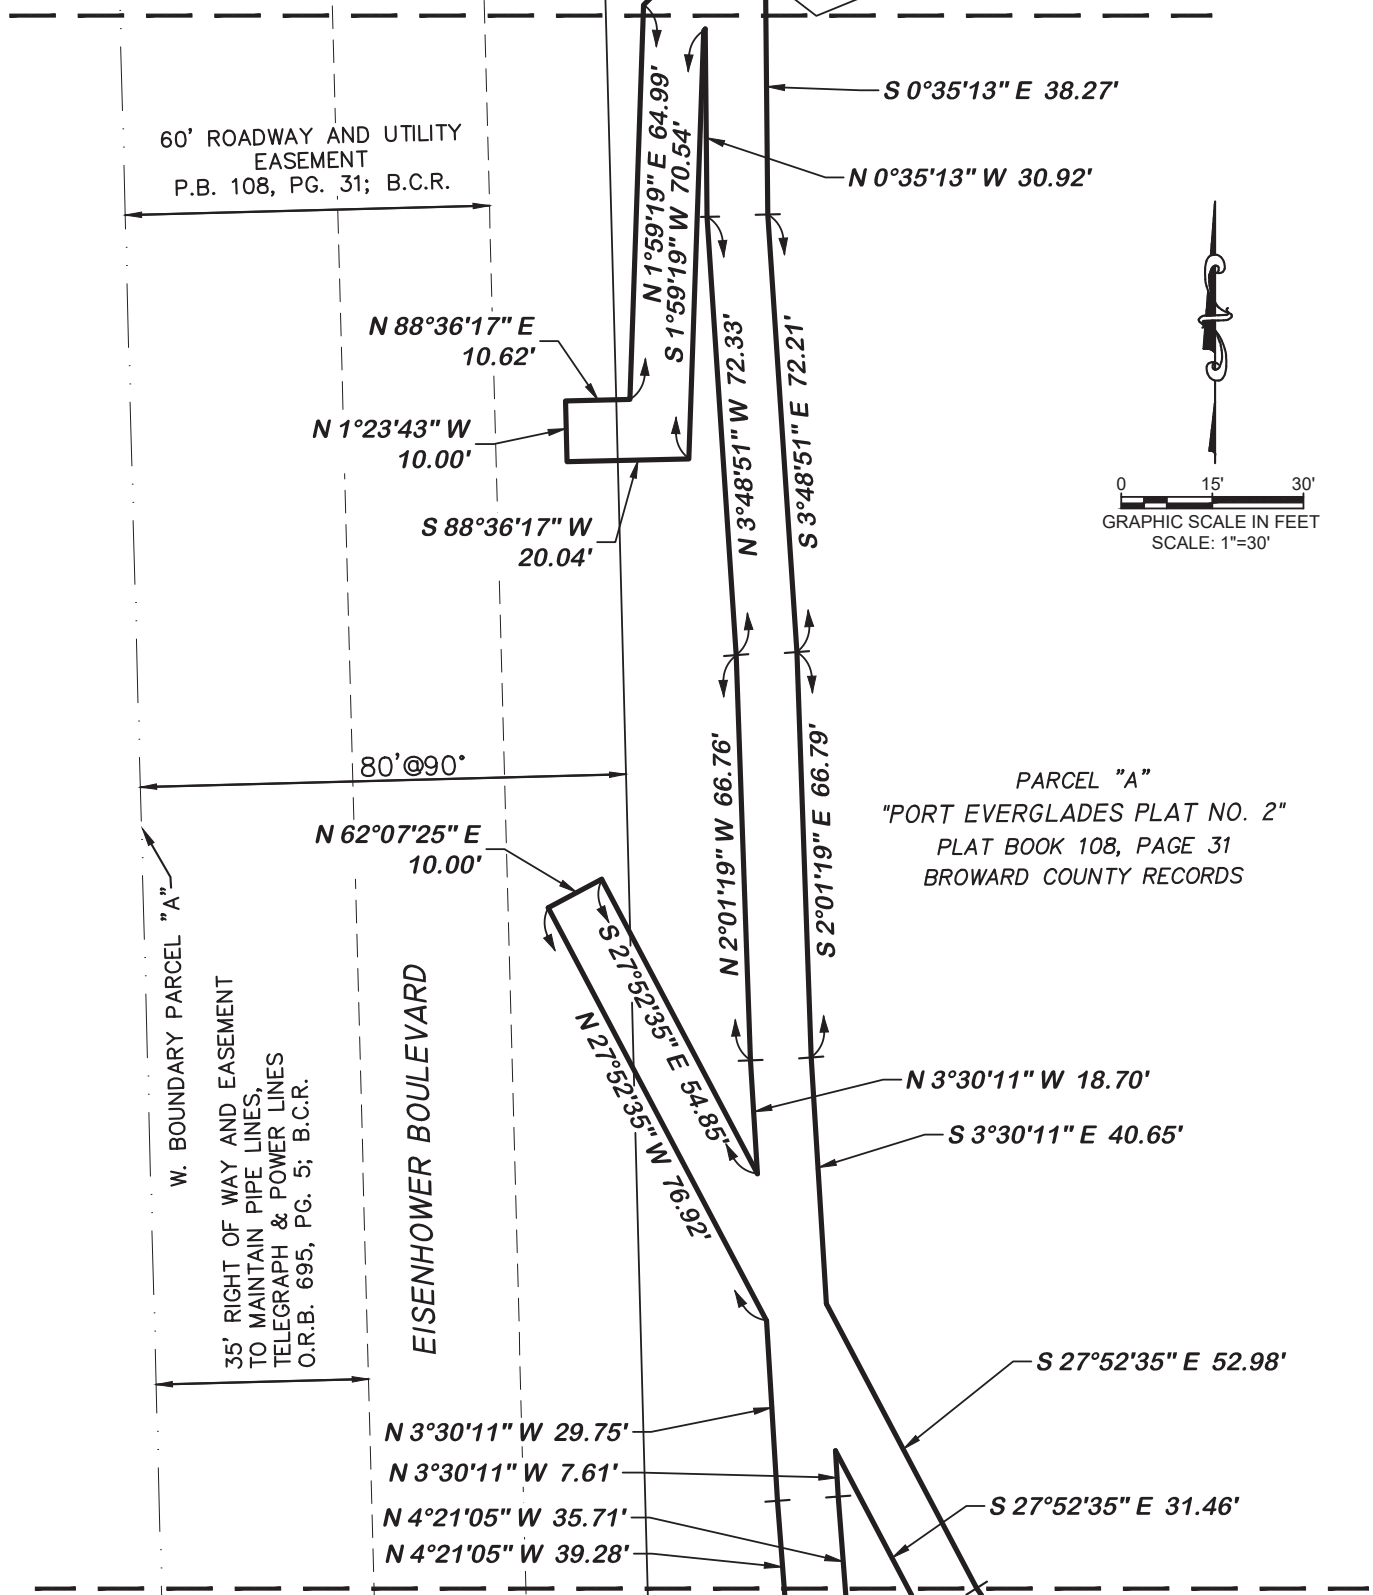 S 0°35'13" E 38.27'
60' ROADWAY AND UTILITY
EASEMENT
P.B. 108, PG. 31; B.C.R.
N 1°59'19" E 64.99'
S 1°59'19" W 70.54'
N 0°35'13" W 30.92'
N 88°36'17" E
10.62'
N 1°23'43" W
10.00'
S 88°36'17" W
20.04'
N 3°48'51" W 72.33'
S 3°48'51" E 72.21'
0 15' 30'
GRAPHIC SCALE IN FEET
SCALE: 1"=30'
80'@90°
N 62°07'25" E
10.00'
N 2°01'19" W 66.76'
S 2°01'19" E 66.79'
PARCEL "A"
"PORT EVERGLADES PLAT NO. 2"
PLAT BOOK 108, PAGE 31
BROWARD COUNTY RECORDS
W. BOUNDARY PARCEL "A"
35' RIGHT OF WAY AND EASEMENT
TO MAINTAIN PIPE LINES,
TELEGRAPH & POWER LINES
O.R.B. 695, PG. 5; B.C.R.
EISENHOWER BOULEVARD
S 27°52'35" E 54.85'
N 27°52'35" W 76.92'
N 3°30'11" W 18.70'
S 3°30'11" E 40.65'
S 27°52'35" E 52.98'
N 3°30'11" W 29.75'
N 3°30'11" W 7.61'
N 4°21'05" W 35.71'
N 4°21'05" W 39.28'
S 27°52'35" E 31.46'